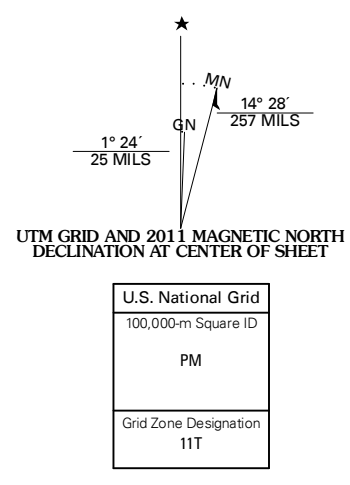 MN
GN
14° 28´
257 MILS
1° 24´
25 MILS
UTM GRID AND 2011 MAGNETIC NORTH
DECLINATION AT CENTER OF SHEET
U.S. National Grid
100,000-m Square ID
PM
Grid Zone Designation
11T